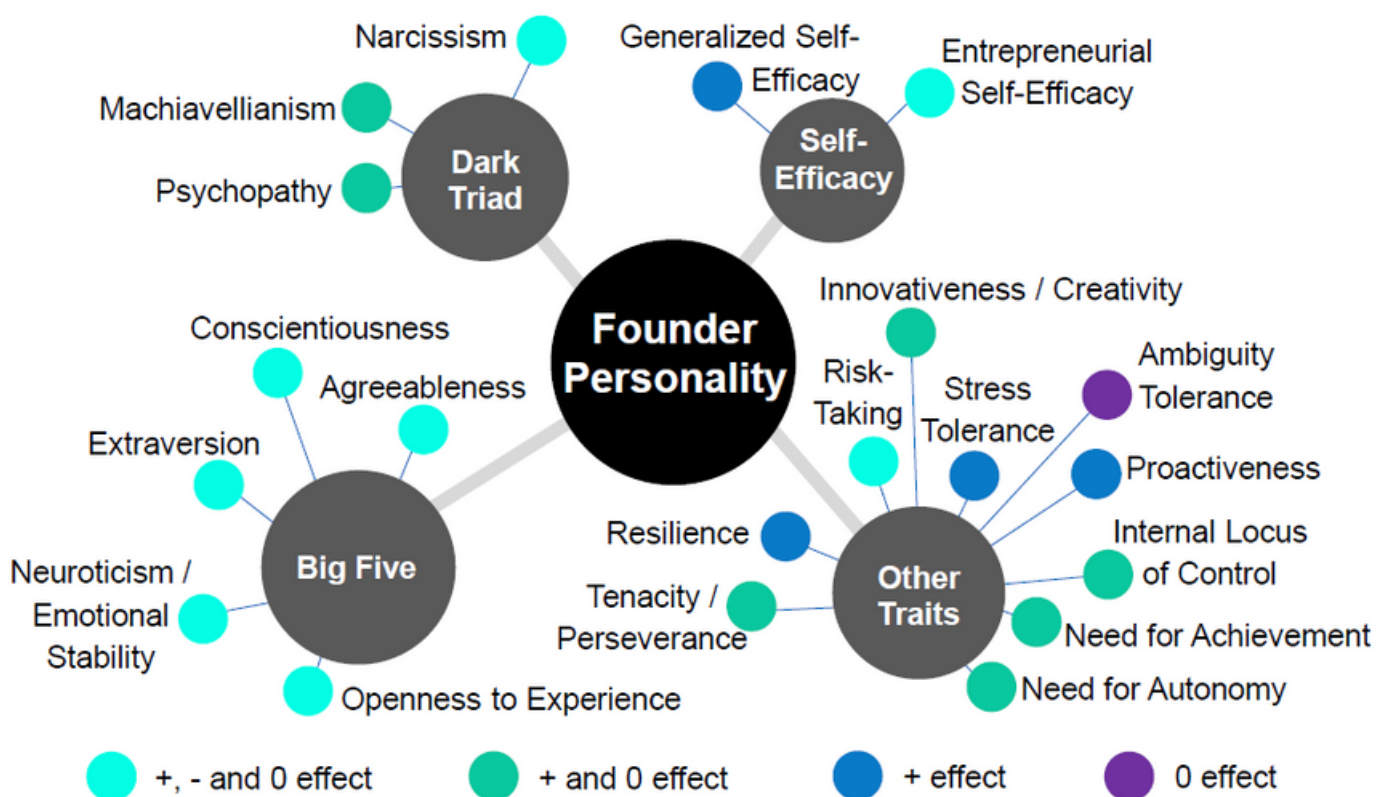 Narcissism
Machiavellianism
Psychopathy
Dark
Triad
Generalized Self-
Efficacy
Entrepreneurial
Self-Efficacy
Self-
Efficacy
Founder
Personality
Conscientiousness
Agreeableness
Extraversion
Neuroticism /
Emotional
Stability
Openness to Experience
Big Five
Innovativeness / Creativity
Risk-
Taking
Stress
Tolerance
Ambiguity
Tolerance
Proactiveness
Resilience
Tenacity /
Perseverance
Internal Locus
of Control
Need for Achievement
Need for Autonomy
Other
Traits
+, - and 0 effect
+ and 0 effect
+ effect
0 effect